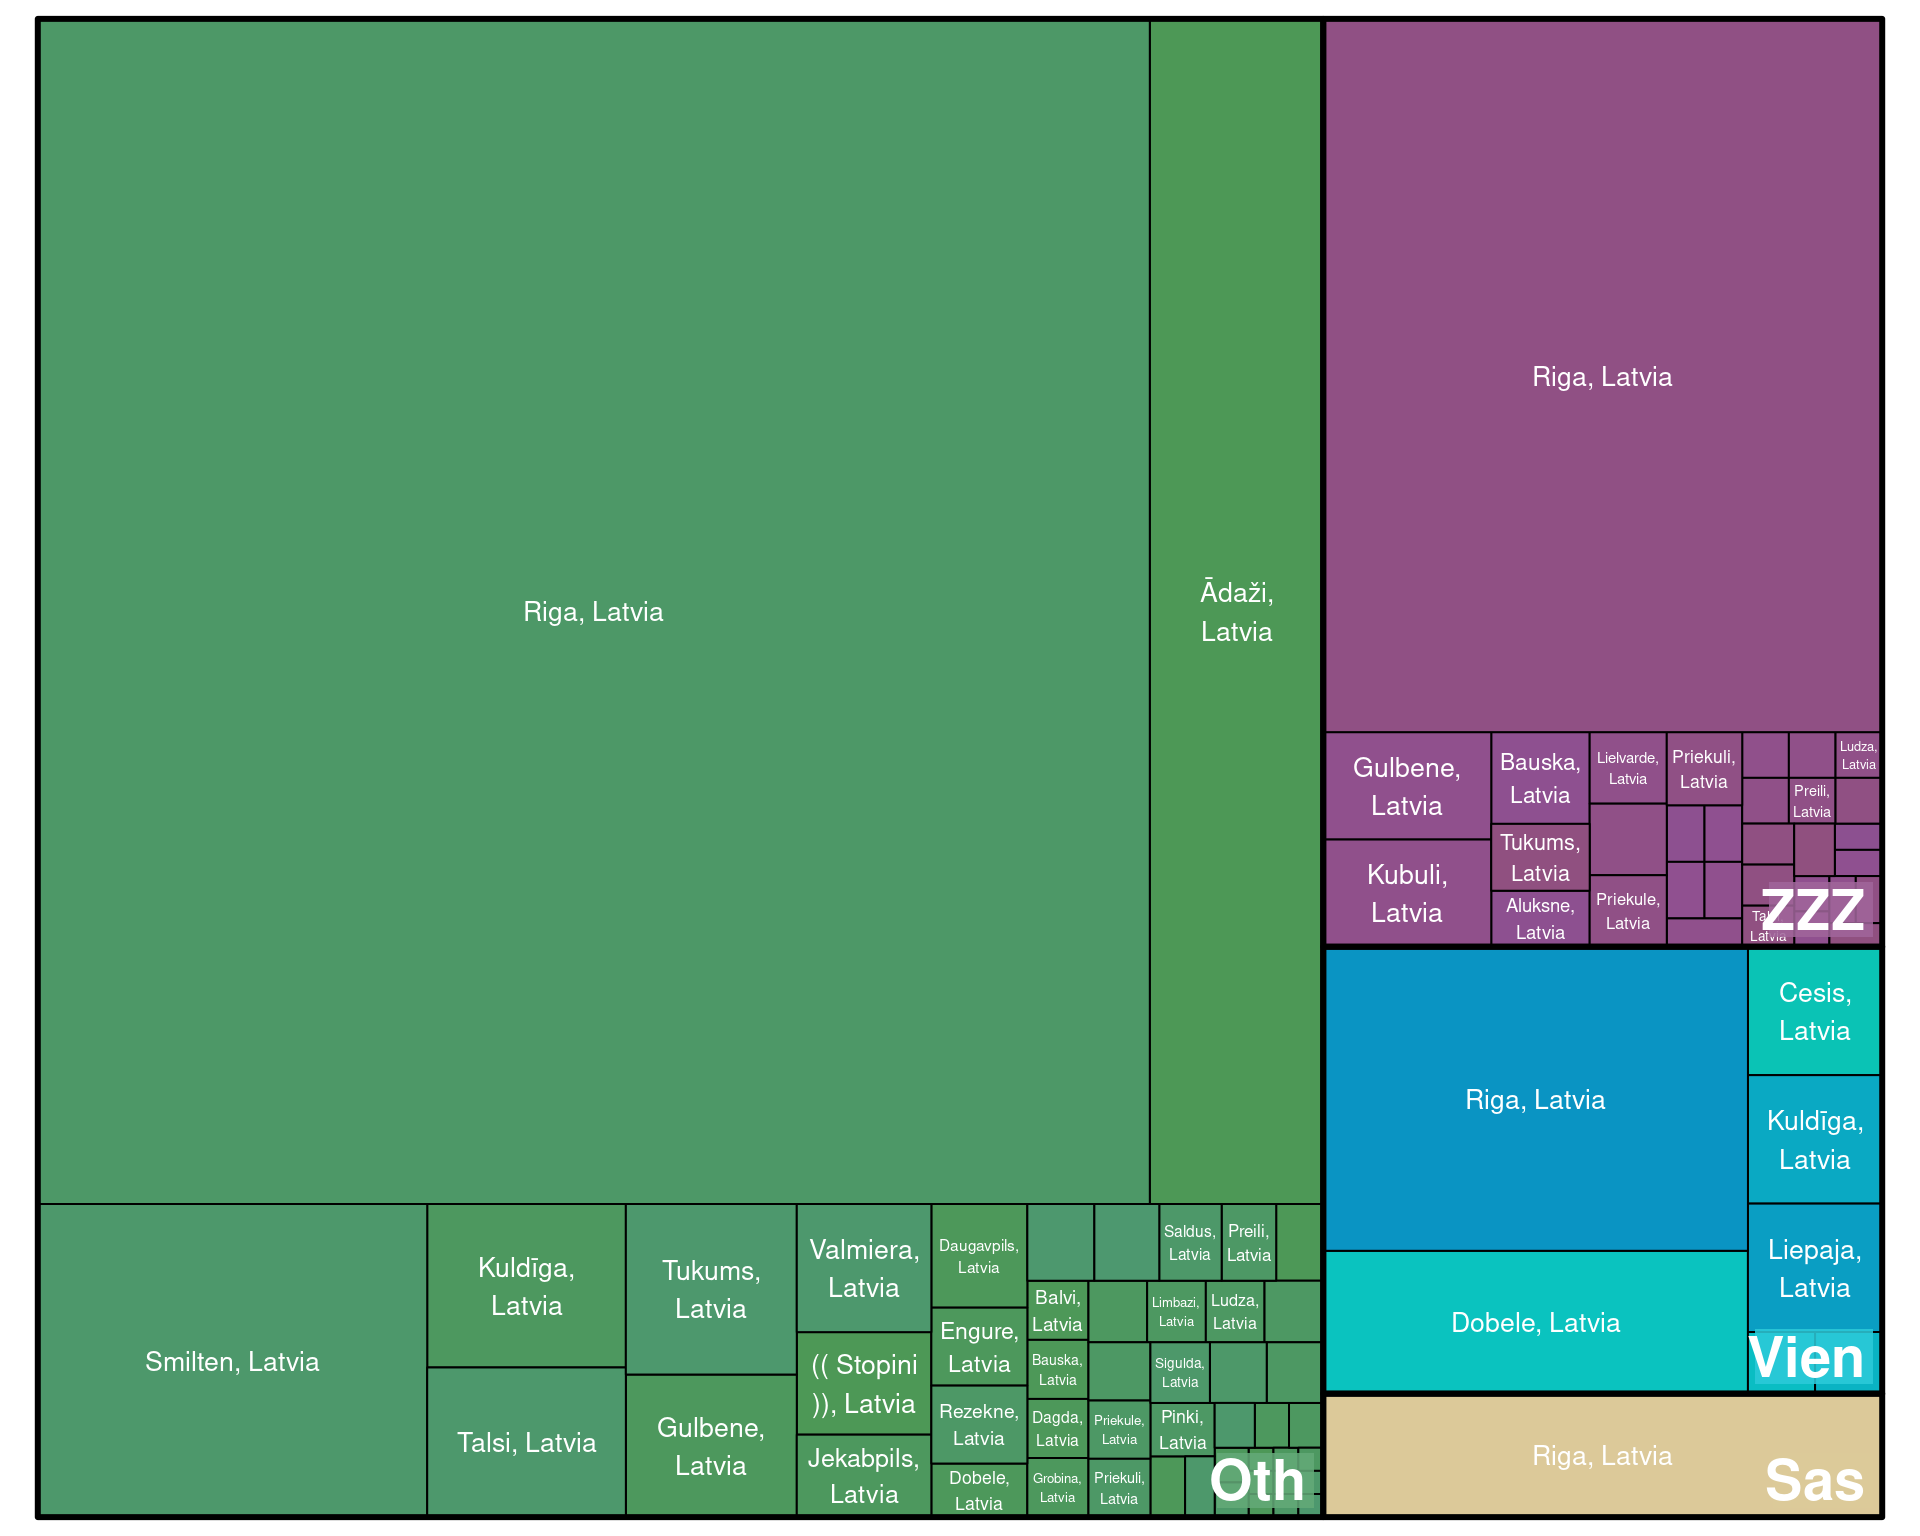 Riga, Latvia
Ādaži,
Latvia
Smilten, Latvia
Kuldīga,
Latvia
Talsi, Latvia
Tukums,
Latvia
Gulbene,
Latvia
Valmiera,
Latvia
(( Stopini
)), Latvia
Jekabpils,
Latvia
Daugavpils,
Latvia
Engure,
Latvia
Rezekne,
Latvia
Dobele,
Latvia
Balvi,
Latvia
Bauska,
Latvia
Dagda,
Latvia
Grobina,
Latvia
Priekule,
Latvia
Priekuli,
Latvia
Saldus,
Latvia
Preili,
Latvia
Limbazi,
Latvia
Ludza,
Latvia
Sigulda,
Latvia
Pinki,
Latvia
Oth
Riga, Latvia
Gulbene,
Latvia
Kubuli,
Latvia
Bauska,
Latvia
Tukums,
Latvia
Aluksne,
Latvia
Lielvarde,
Latvia
Priekule,
Latvia
Priekuli,
Latvia
Ludza,
Latvia
Preili,
Latvia
Latvia
ZZZ
Riga, Latvia
Dobele, Latvia
Cesis,
Latvia
Kuldīga,
Latvia
Liepaja,
Latvia
Vien
Riga, Latvia
Sas